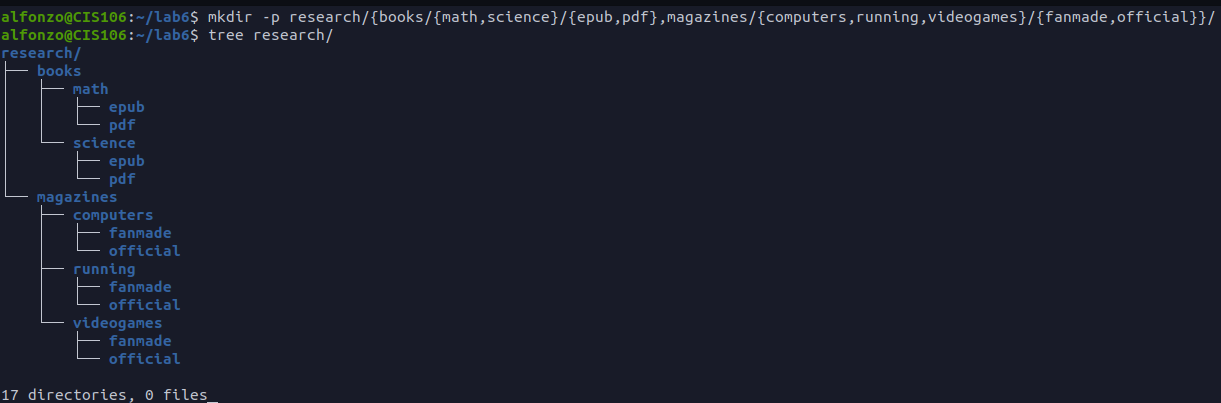 alfonzo@CIS106:~/lab6$ mkdir -p research/{books/{math,science}/{epub,pdf},magazines/{computers,running,videogames}/{fanmade,official}}/
alfonzo@CIS106:~/lab6$ tree research/
research/
├── books
│   ├── math
│   │   ├── epub
│   │   └── pdf
│   └── science
│       ├── epub
│       └── pdf
└── magazines
    ├── computers
    │   ├── fanmade
    │   └── official
    ├── running
    │   ├── fanmade
    │   └── official
    └── videogames
        ├── fanmade
        └── official
17 directories, 0 files